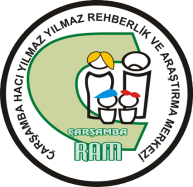 ÇARŞAMBA HACI YILMAZ YILMAZ REHBERLİK VE ARAŞTIRMA MERKEZİ
ÇARŞAMBA
RAM